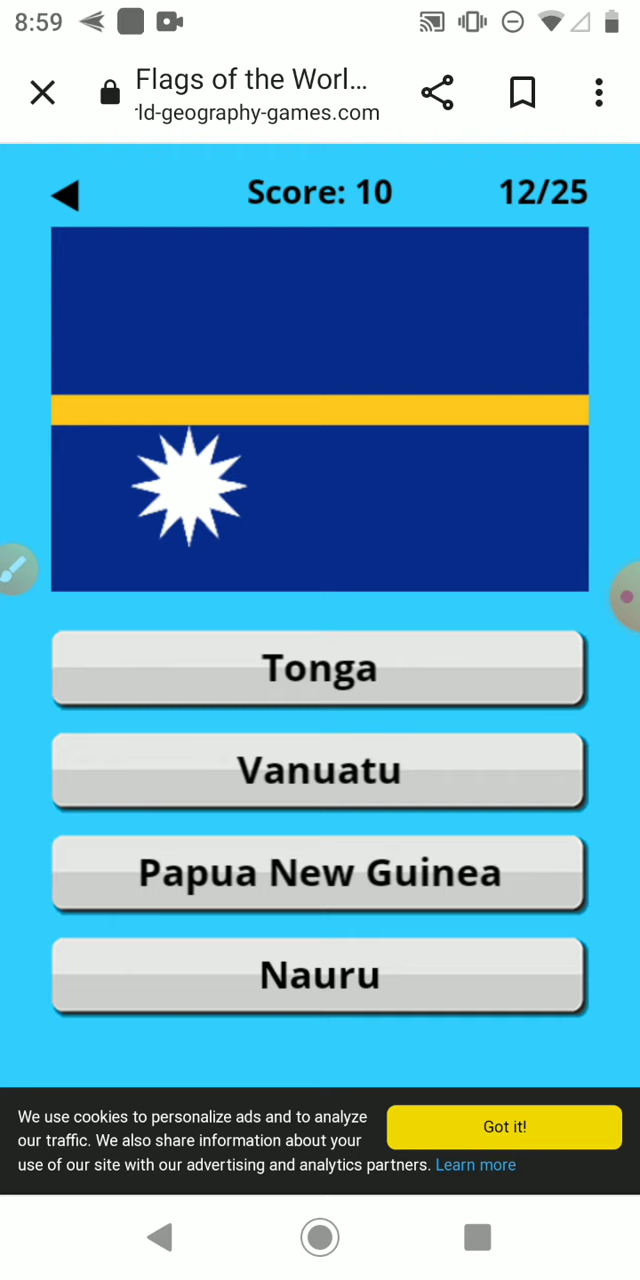 8:59
Flags of the Worl...
rld-geography-games.com
Score: 10 12/25
Tonga
Vanuatu
Papua New Guinea
Nauru
We use cookies to personalize ads and to analyze
our traffic. We also share information about your
use of our site with our advertising and analytics partners. Learn more
Got it!